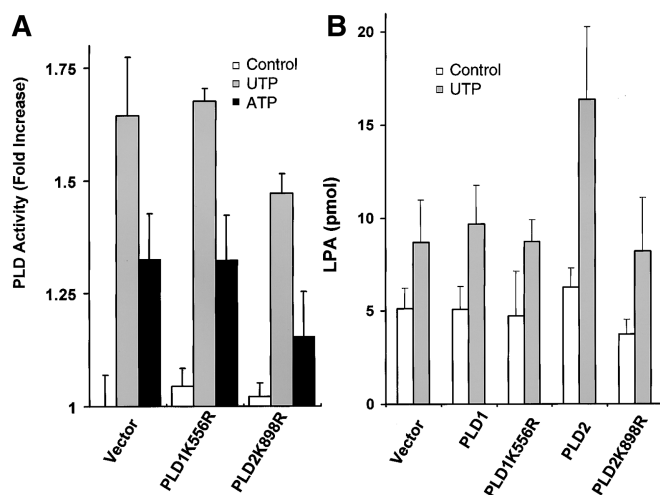 A
PLD Activity (Fold Increase)
1.75
1.5
1.25
1
Control
UTP
ATP
Vector
PLD1K556R
PLD2K898R
B
LPA (pmol)
20
15
10
5
0
Control
UTP
Vector
PLD1
PLD1K556R
PLD2
PLD2K898R